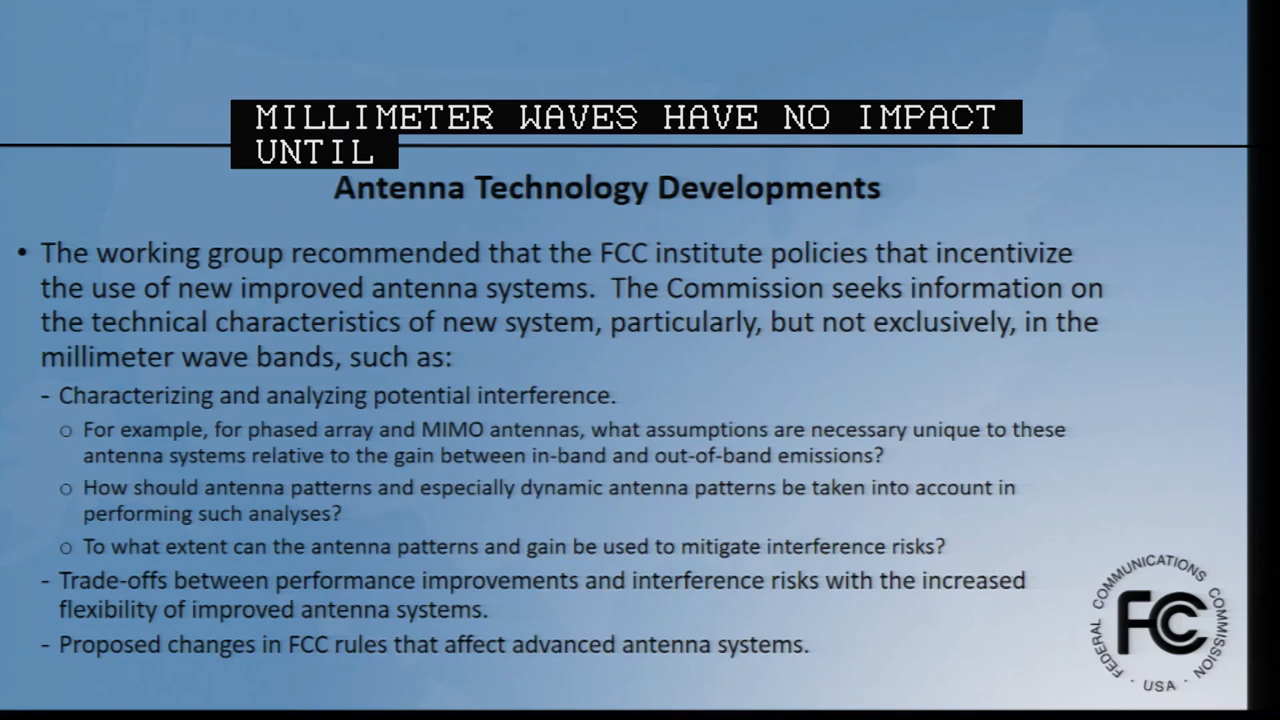 MILLIMETER WAVES HAVE NO IMPACT
UNTIL
Antenna Technology Developments
• The working group recommended that the FCC institute policies that incentivize
the use of new improved antenna systems. The Commission seeks information on
the technical characteristics of new system, particularly, but not exclusively, in the
millimeter wave bands, such as:
- Characterizing and analyzing potential interference.
○ For example, for phased array and MIMO antennas, what assumptions are necessary unique to these
antenna systems relative to the gain between in-band and out-of-band emissions?
○ How should antenna patterns and especially dynamic antenna patterns be taken into account in
performing such analyses?
○ To what extent can the antenna patterns and gain be used to mitigate interference risks?
- Trade-offs between performance improvements and interference risks with the increased
flexibility of improved antenna systems.
- Proposed changes in FCC rules that affect advanced antenna systems.
FEDERAL COMMUNICATIONS COMMISSION
FCC
· USA ·